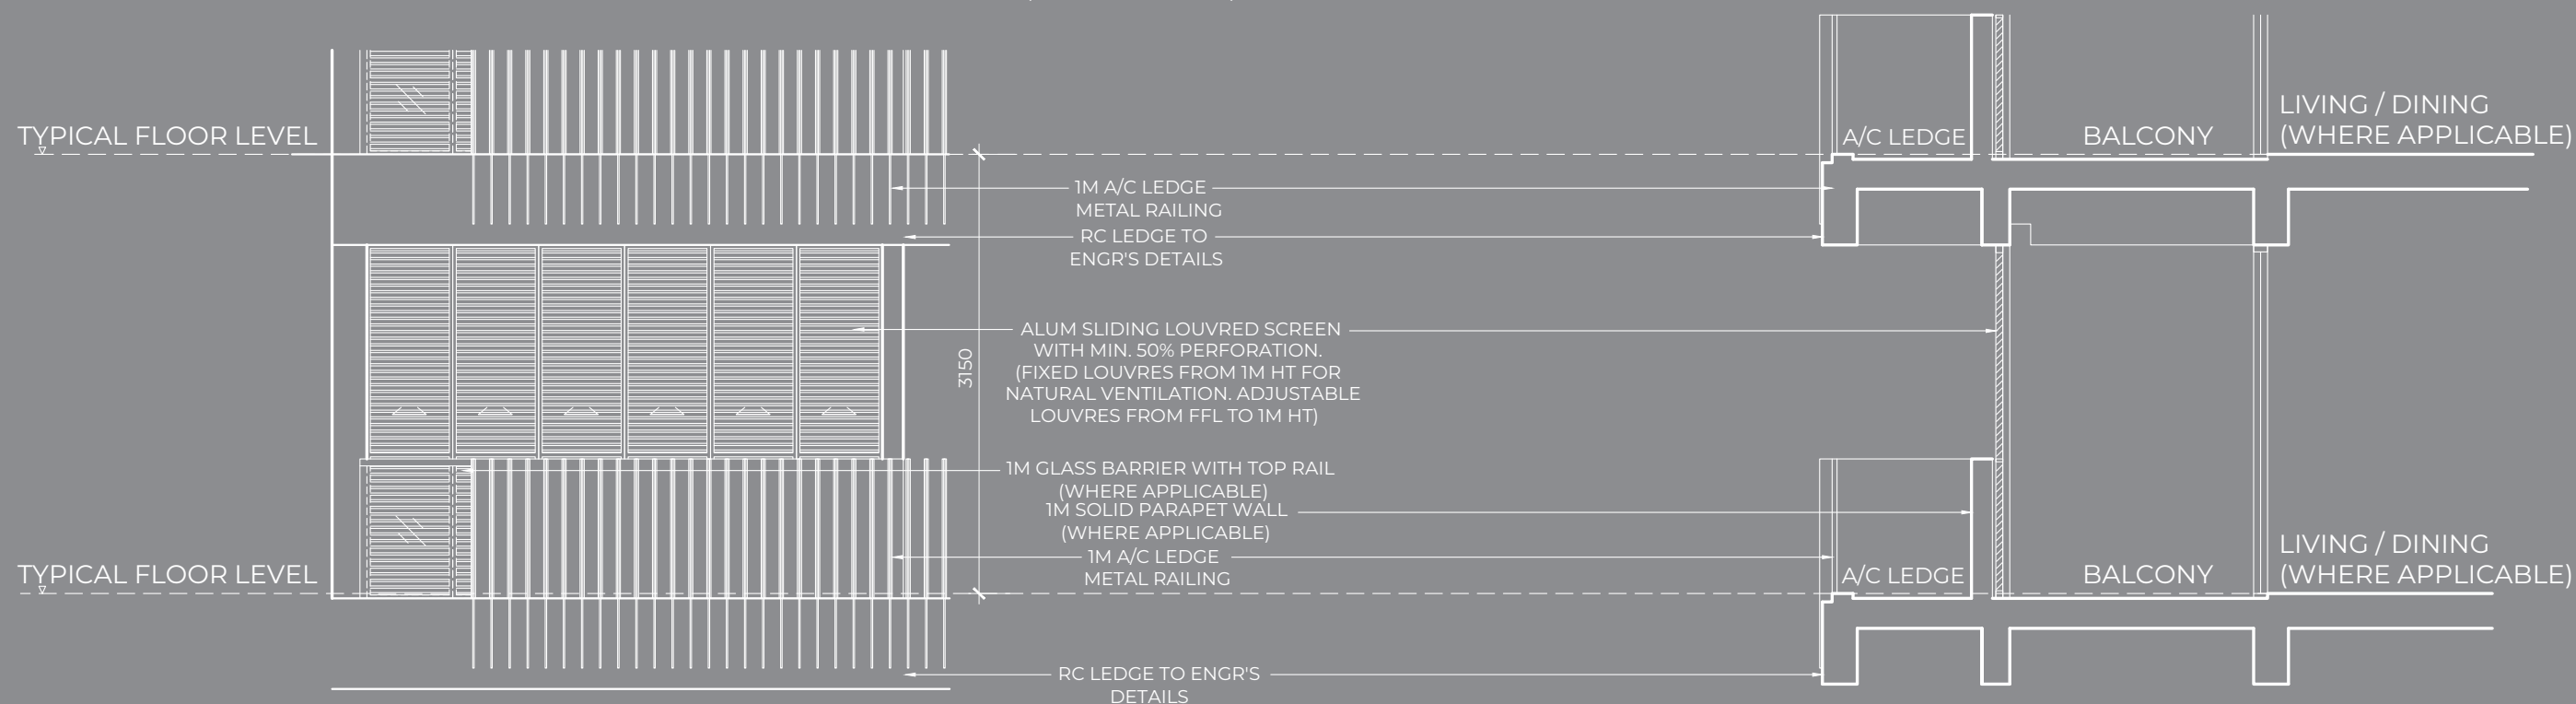 TYPICAL FLOOR LEVEL
A/C LEDGE
BALCONY
LIVING / DINING
(WHERE APPLICABLE)
1M A/C LEDGE
METAL RAILING
RC LEDGE TO
ENGR'S DETAILS
3150
ALUM SLIDING LOUVRED SCREEN
WITH MIN. 50% PERFORATION.
(FIXED LOUVRES FROM 1M HT FOR
NATURAL VENTILATION. ADJUSTABLE
LOUVRES FROM FFL TO 1M HT)
1M GLASS BARRIER WITH TOP RAIL
(WHERE APPLICABLE)
1M SOLID PARAPET WALL
(WHERE APPLICABLE)
1M A/C LEDGE
METAL RAILING
TYPICAL FLOOR LEVEL
A/C LEDGE
BALCONY
LIVING / DINING
(WHERE APPLICABLE)
RC LEDGE TO ENGR'S
DETAILS